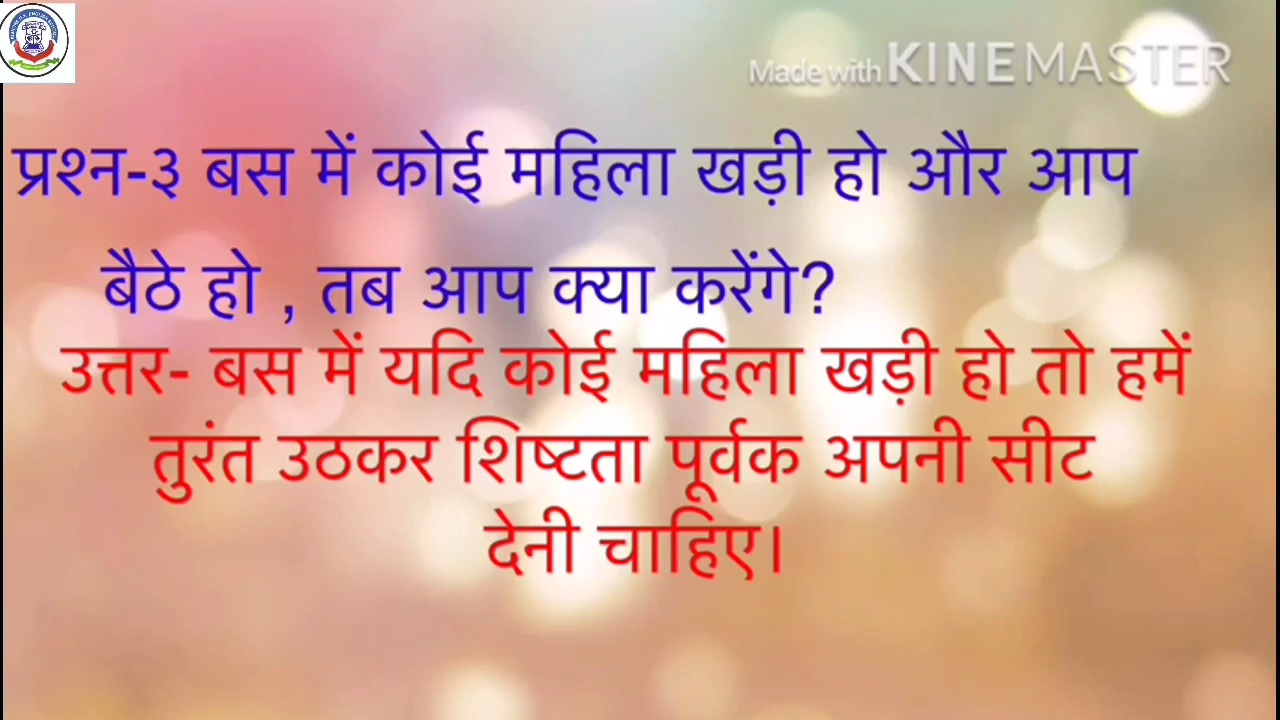 Made with KINEMASTER
प्रश्न-३ बस में कोई महिला खड़ी हो और आप
बैठे हो , तब आप क्या करेंगे?
उत्तर- बस में यदि कोई महिला खड़ी हो तो हमें
तुरंत उठकर शिष्टता पूर्वक अपनी सीट
देनी चाहिए।